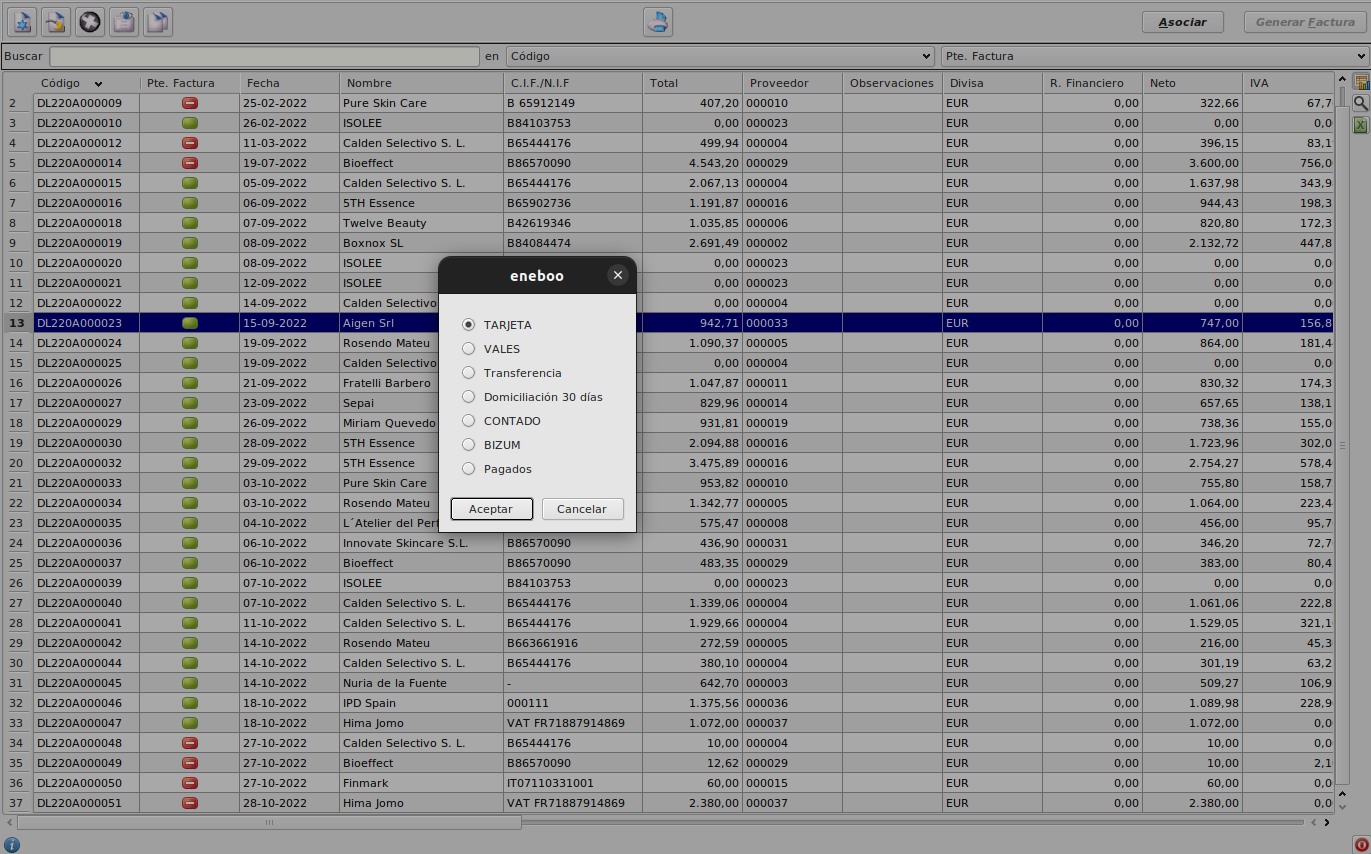 Asociar
Generar Factura
Buscar en Código Pte. Factura
Código Pte. Factura Fecha Nombre C.I.F./N.I.F Total Proveedor Observaciones Divisa R. Financiero Neto IVA
2 DL220A000009 25-02-2022 Pure Skin Care B 65912149 407,20 000010 EUR 0,00 322,66 67,7
3 DL220A000010 26-02-2022 ISOLEE B84103753 0,00 000023 EUR 0,00 0,00 0,0
4 DL220A000012 11-03-2022 Calden Selectivo S. L. B65444176 499,94 000004 EUR 0,00 396,15 83,1
5 DL220A000014 19-07-2022 Bioeffect B86570090 4.543,20 000029 EUR 0,00 3.600,00 756,0
6 DL220A000015 05-09-2022 Calden Selectivo S. L. B65444176 2.067,13 000004 EUR 0,00 1.637,98 343,9
7 DL220A000016 06-09-2022 5TH Essence B65902736 1.191,87 000016 EUR 0,00 944,43 198,3
8 DL220A000018 07-09-2022 Twelve Beauty B42619346 1.035,85 000006 EUR 0,00 820,80 172,3
9 DL220A000019 08-09-2022 Boxnox SL B84084474 2.691,49 000002 EUR 0,00 2.132,72 447,8
10 DL220A000020 08-09-2022 ISOLEE 0,00 000023 EUR 0,00 0,00 0,0
11 DL220A000021 12-09-2022 ISOLEE 0,00 000023 EUR 0,00 0,00 0,0
12 DL220A000022 14-09-2022 Calden Selectivo 0,00 000004 EUR 0,00 0,00 0,0
13 DL220A000023 15-09-2022 Aigen Srl 942,71 000033 EUR 0,00 747,00 156,8
14 DL220A000024 19-09-2022 Rosendo Mateu 1.090,37 000005 EUR 0,00 864,00 181,4
15 DL220A000025 19-09-2022 Calden Selectivo 0,00 000004 EUR 0,00 0,00 0,0
16 DL220A000026 21-09-2022 Fratelli Barbero 1.047,87 000011 EUR 0,00 830,32 174,3
17 DL220A000027 23-09-2022 Sepai 829,96 000014 EUR 0,00 657,65 138,1
18 DL220A000029 26-09-2022 Miriam Quevedo 931,81 000019 EUR 0,00 738,36 155,0
19 DL220A000030 28-09-2022 5TH Essence 2.094,88 000016 EUR 0,00 1.723,96 302,0
20 DL220A000032 29-09-2022 5TH Essence 3.475,89 000016 EUR 0,00 2.754,27 578,4
21 DL220A000033 03-10-2022 Pure Skin Care 953,82 000010 EUR 0,00 755,80 158,7
22 DL220A000034 03-10-2022 Rosendo Mateu 1.342,77 000005 EUR 0,00 1.064,00 223,4
23 DL220A000035 04-10-2022 L´Atelier del Per 575,47 000008 EUR 0,00 456,00 95,7
24 DL220A000036 06-10-2022 Innovate Skincare S.L. B86570090 436,90 000031 EUR 0,00 346,20 72,7
25 DL220A000037 06-10-2022 Bioeffect B86570090 483,35 000029 EUR 0,00 383,00 80,4
26 DL220A000039 07-10-2022 ISOLEE B84103753 0,00 000023 EUR 0,00 0,00 0,0
27 DL220A000040 07-10-2022 Calden Selectivo S. L. B65444176 1.339,06 000004 EUR 0,00 1.061,06 222,8
28 DL220A000041 11-10-2022 Calden Selectivo S. L. B65444176 1.929,66 000004 EUR 0,00 1.529,05 321,1
29 DL220A000042 14-10-2022 Rosendo Mateu B663661916 272,59 000005 EUR 0,00 216,00 45,3
30 DL220A000044 14-10-2022 Calden Selectivo S. L. B65444176 380,10 000004 EUR 0,00 301,19 63,2
31 DL220A000045 14-10-2022 Nuria de la Fuente - 642,70 000003 EUR 0,00 509,27 106,9
32 DL220A000046 18-10-2022 IPD Spain 000111 1.375,56 000036 EUR 0,00 1.089,98 228,9
33 DL220A000047 18-10-2022 Hima Jomo VAT FR71887914869 1.072,00 000037 EUR 0,00 1.072,00 0,0
34 DL220A000048 27-10-2022 Calden Selectivo S. L. B65444176 10,00 000004 EUR 0,00 10,00 0,0
35 DL220A000049 27-10-2022 Bioeffect B86570090 12,62 000029 EUR 0,00 10,00 2,1
36 DL220A000050 27-10-2022 Finmark IT07110331001 60,00 000015 EUR 0,00 60,00 0,0
37 DL220A000051 28-10-2022 Hima Jomo VAT FR71887914869 2.380,00 000037 EUR 0,00 2.380,00 0,0
eneboo
TARJETA
VALES
Transferencia
Domiciliación 30 días
CONTADO
BIZUM
Pagados
Aceptar Cancelar